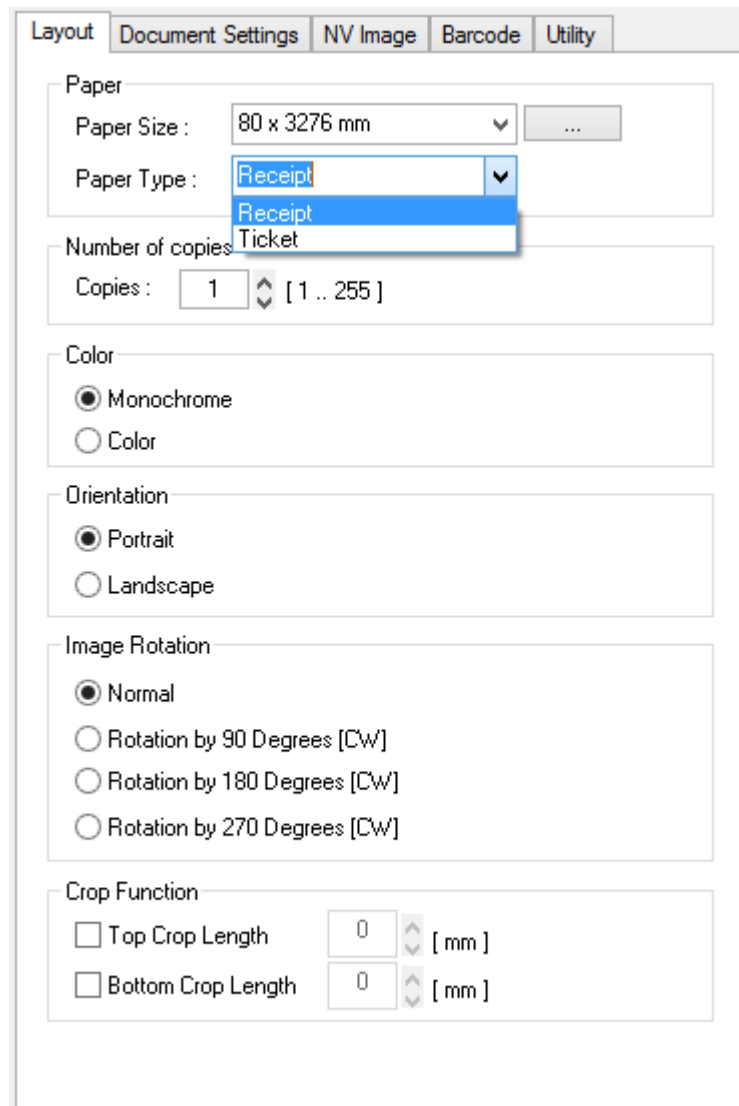 Layout Document Settings NV Image Barcode Utility
Paper
Paper Size : 80 x 3276 mm ...
Paper Type : Receipt
Receipt
Ticket
Number of copies
Copies : 1 [ 1 .. 255 ]
Color
Monochrome
Color
Orientation
Portrait
Landscape
Image Rotation
Normal
Rotation by 90 Degrees [CW]
Rotation by 180 Degrees [CW]
Rotation by 270 Degrees [CW]
Crop Function
Top Crop Length 0 [ mm ]
Bottom Crop Length 0 [ mm ]